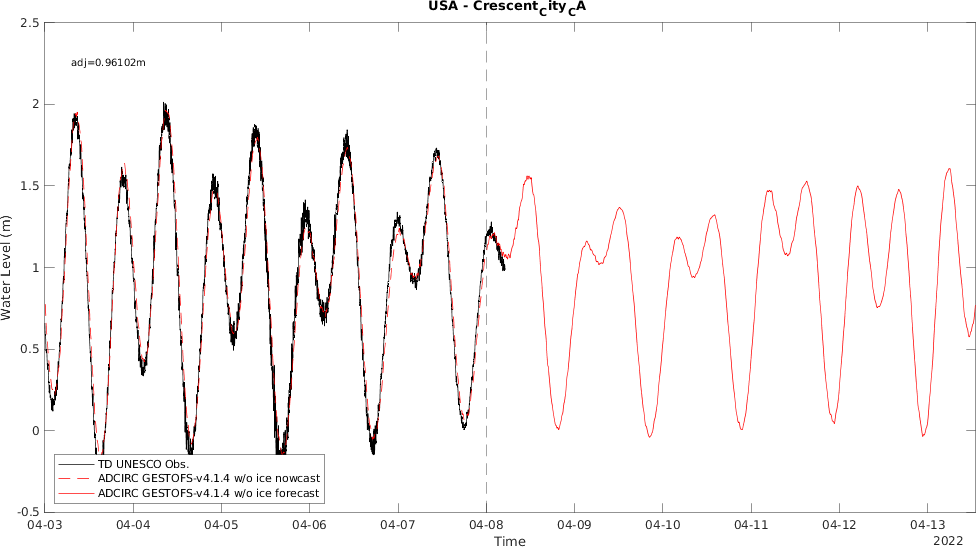 USA - CrescentCityCA
2.5
adj=0.96102m
2
1.5
Water Level (m)
1
0.5
0
TD UNESCO Obs.
ADCIRC GESTOFS-v4.1.4 w/o ice nowcast
ADCIRC GESTOFS-v4.1.4 w/o ice forecast
-0.5
04-03 04-04 04-05 04-06 04-07 04-08 04-09 04-10 04-11 04-12 04-13
Time
2022